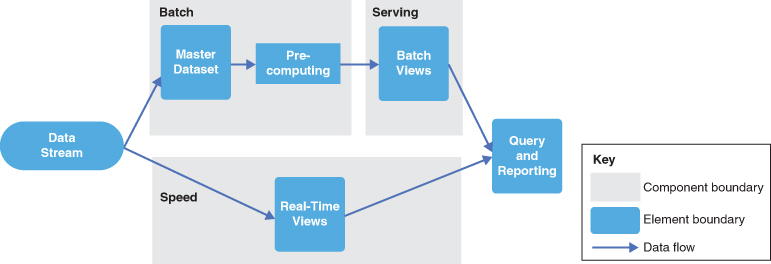 Batch
Serving
Master
Dataset
Pre-
computing
Batch
Views
Data
Stream
Query
and
Reporting
Speed
Real-Time
Views
Key
Component boundary
Element boundary
Data flow